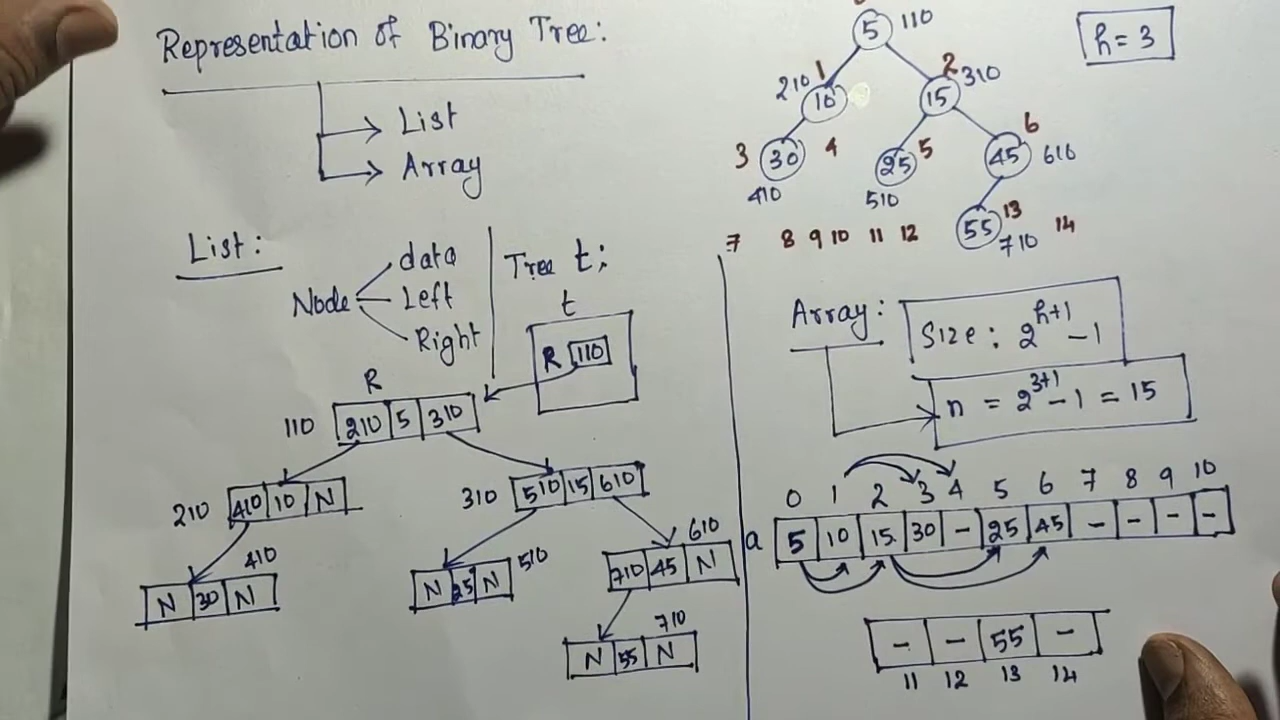 Representation of Binary Tree:
List
Array
5 110
h = 3
210 1 10
2 310 15
3 30 4
410
25 5
510
6 45 610
7 8 9 10 11 12
55 13 710 14
List:
Node
data
Left
Right
Tree t;
t
R 110
R
110 210 5 310
210 410 10 N
310 510 15 610
410
N 30 N
N 25 N 510
610
710 45 N
710
N 55 N
Array:
Size: 2^{h+1} - 1
n = 2^{3+1} - 1 = 15
0 1 2 3 4 5 6 7 8 9 10
a 5 10 15 30 - 25 45 - - - -
- - 55 -
11 12 13 14